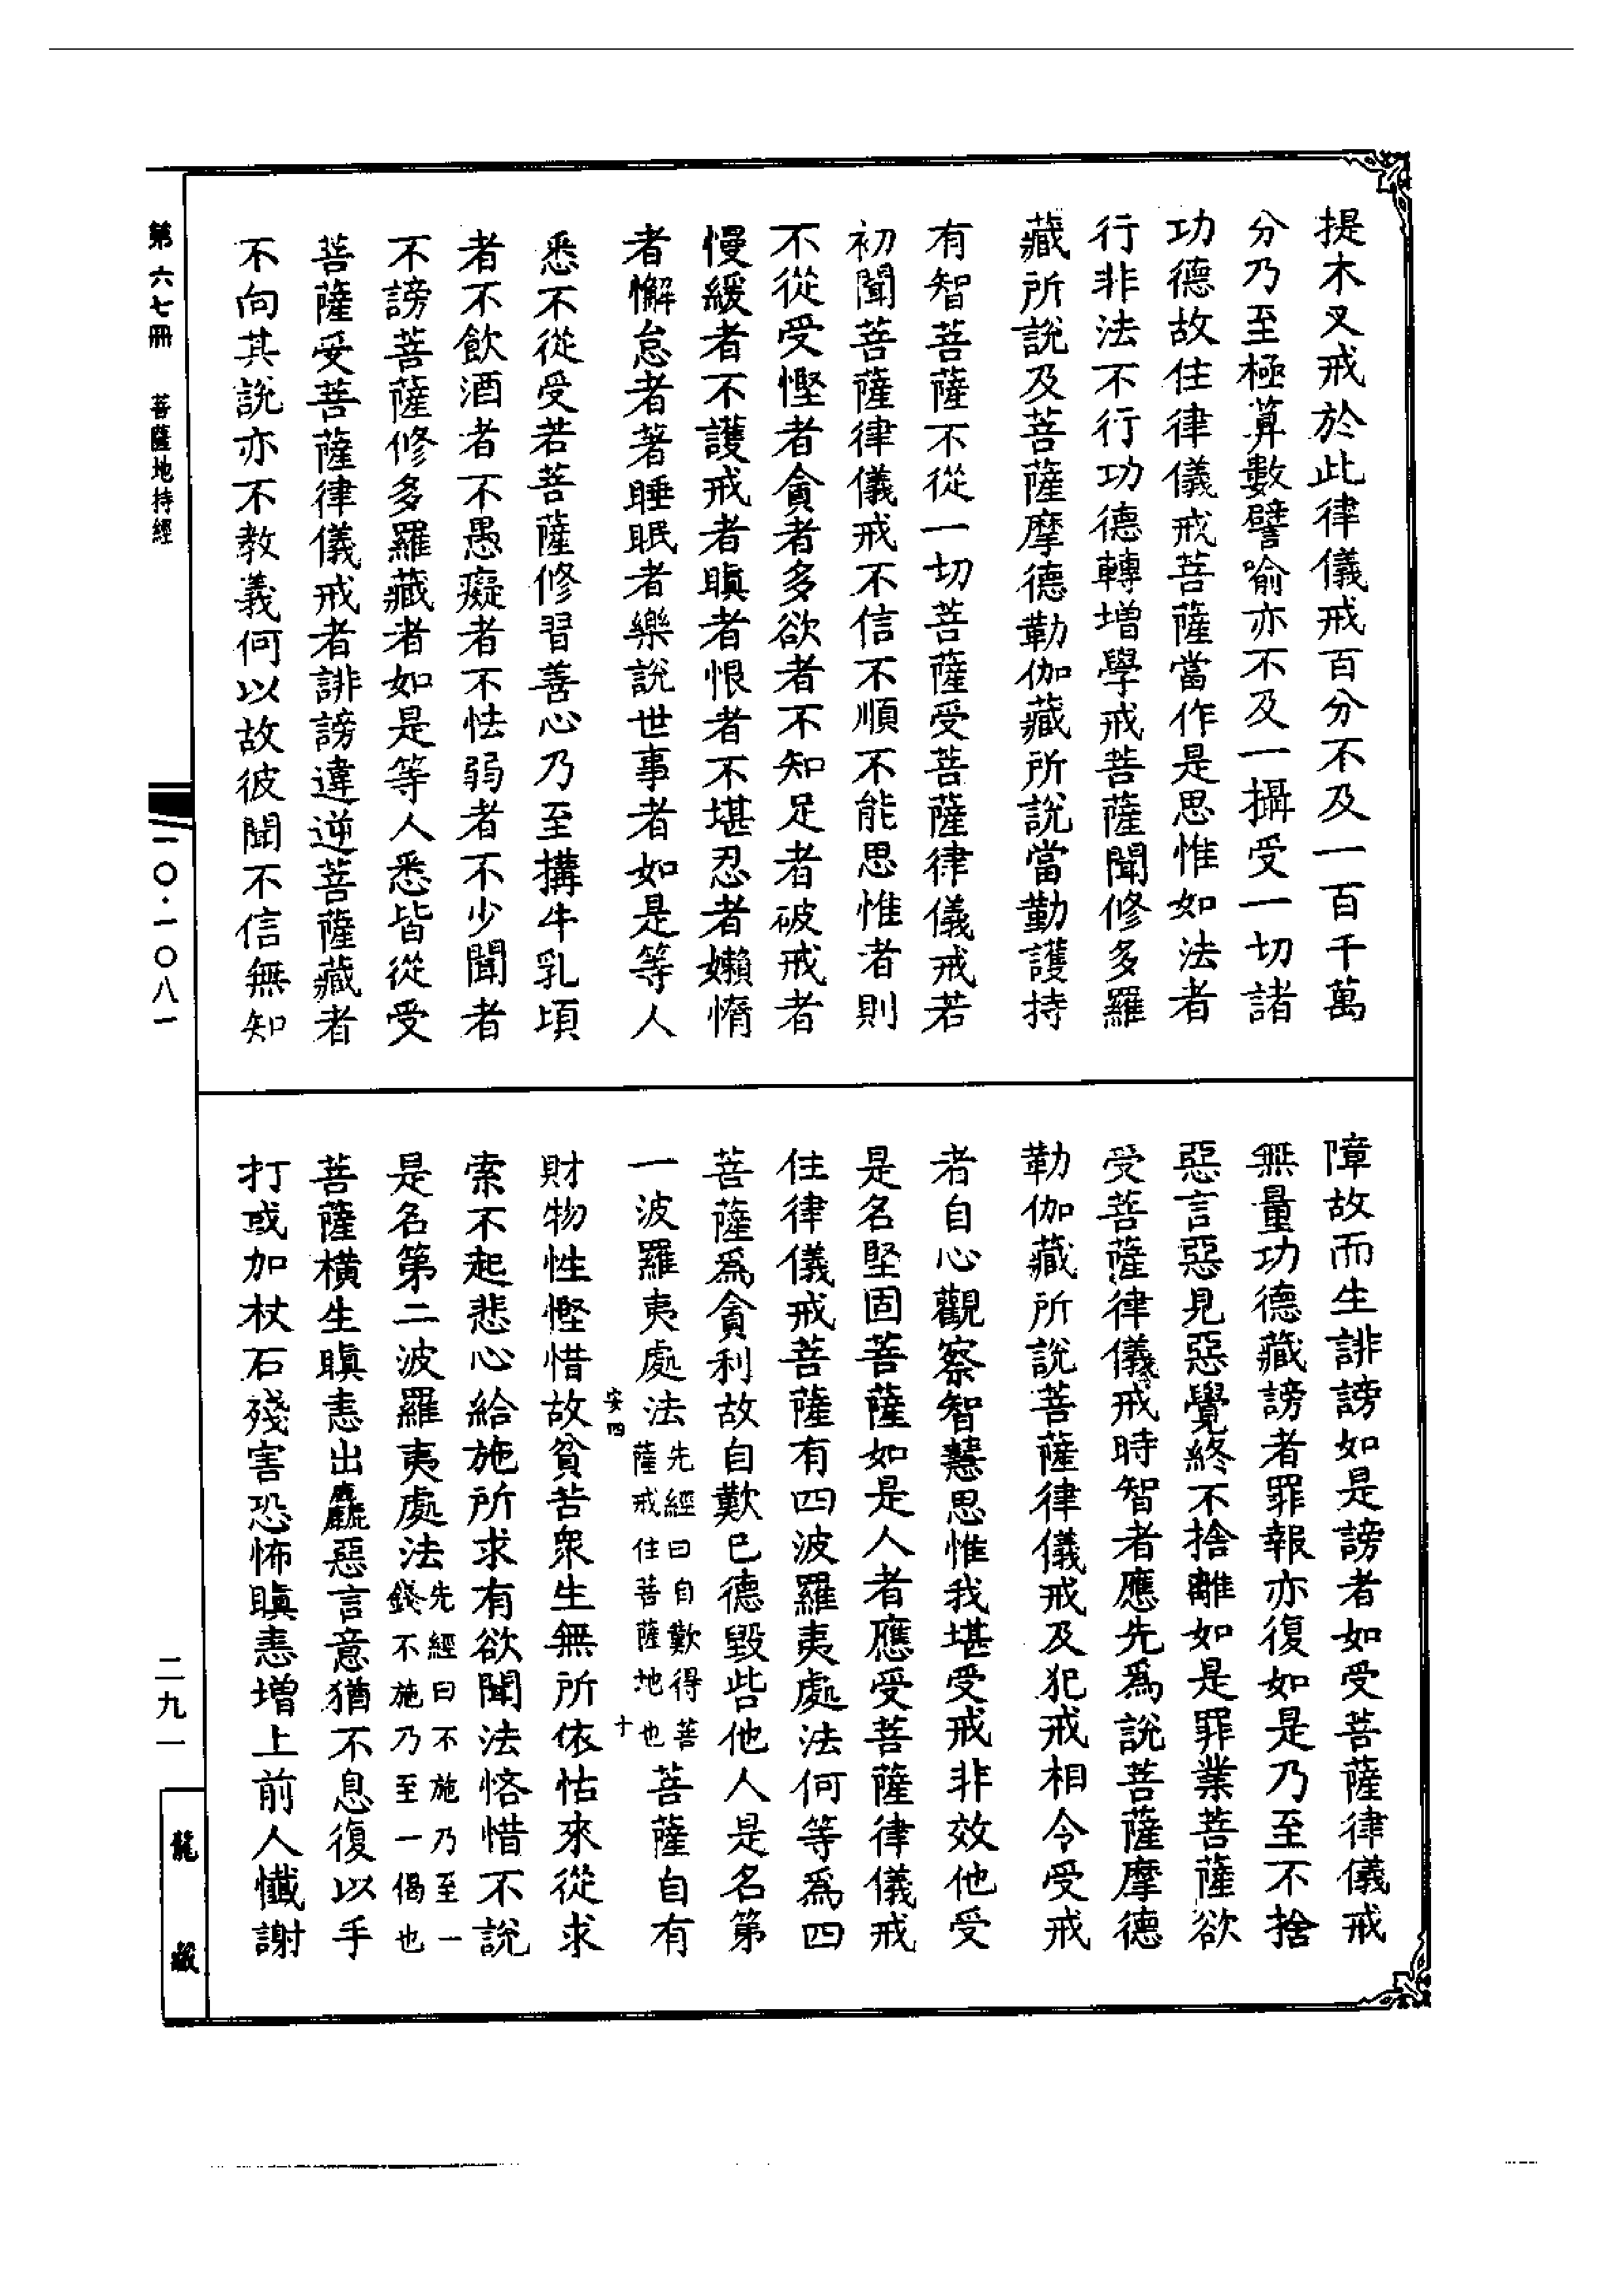 提木叉戒於此律儀戒百分不及一百千萬
分乃至極筭數譬喻亦不及一攝受一切諸
功德故住律儀戒菩薩當作是思惟如法者
行非法不行功德轉增學戒菩薩聞修多羅
藏所說及菩薩摩德勒伽藏所說當勤護持
有智菩薩不從一切菩薩受菩薩律儀戒若
初聞菩薩律儀戒不信不順不能思惟者則
不從受慳者貪者多欲者不知足者破戒者
慢緩者不護戒者瞋者恨者不堪忍者嬾惰
者懈怠者著睡眠者樂說世事者如是等人
悉不從受若菩薩修習善心乃至搆牛乳頃
者不飲酒者不愚癡者不怯弱者不少聞者
不謗菩薩修多羅藏者如是等人悉皆從受
菩薩受菩薩律儀戒者誹謗違逆菩薩藏者
不向其說亦不教義何以故彼聞不信無知
障故而生誹謗如是謗者如受菩薩律儀戒
無量功德藏謗者罪報亦復如是乃至不捨
惡言惡見惡覺終不捨離如是罪業菩薩欲
受菩薩律儀戒時智者應先為說菩薩摩德
勒伽藏所說菩薩律儀戒及犯戒相令受戒
者自心觀察智慧思惟我堪受戒非效他受
是名堅固菩薩如是人者應受菩薩律儀戒
住律儀戒菩薩有四波羅夷處法何等為四
菩薩為貪利故自歎己德毀呰他人是名第
一波羅夷處法先經曰自歎得菩薩戒住菩薩地也菩薩自有
安四 十
財物性慳惜故貧苦衆生無所依怙來從求
索不起悲心給施所求有欲聞法悋惜不說
是名第二波羅夷處法先經曰不施乃至一錢不施乃至一偈也
菩薩橫生瞋恚出麤惡言意猶不息復以手
打或加杖石殘害恐怖瞋恚增上前人懺謝
第六七冊 菩薩地持經
一〇·一〇八一
二九一
龍藏